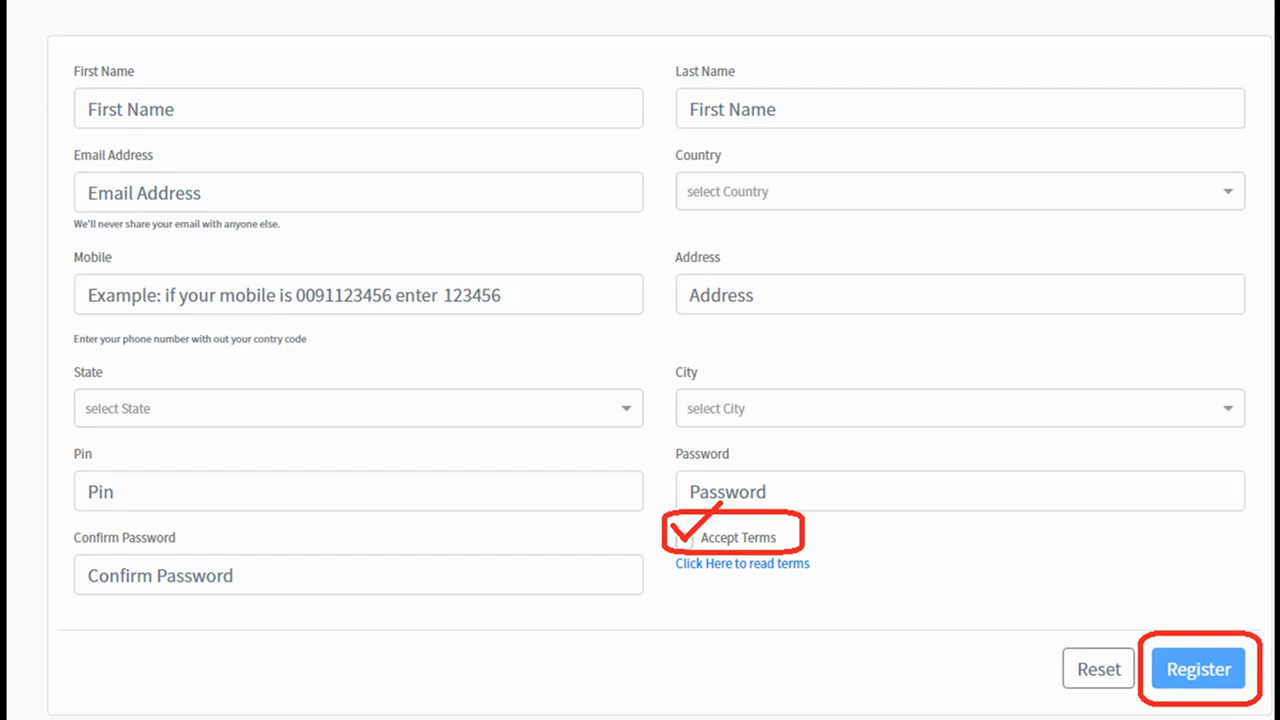 First Name
Last Name
First Name
First Name
Email Address
Country
Email Address
select Country
We'll never share your email with anyone else.
Mobile
Address
Example: if your mobile is 0091123456 enter 123456
Address
Enter your phone number with out your contry code
State
City
select State
select City
Pin
Password
Pin
Password
Confirm Password
Accept Terms
Confirm Password
Click Here to read terms
Reset
Register